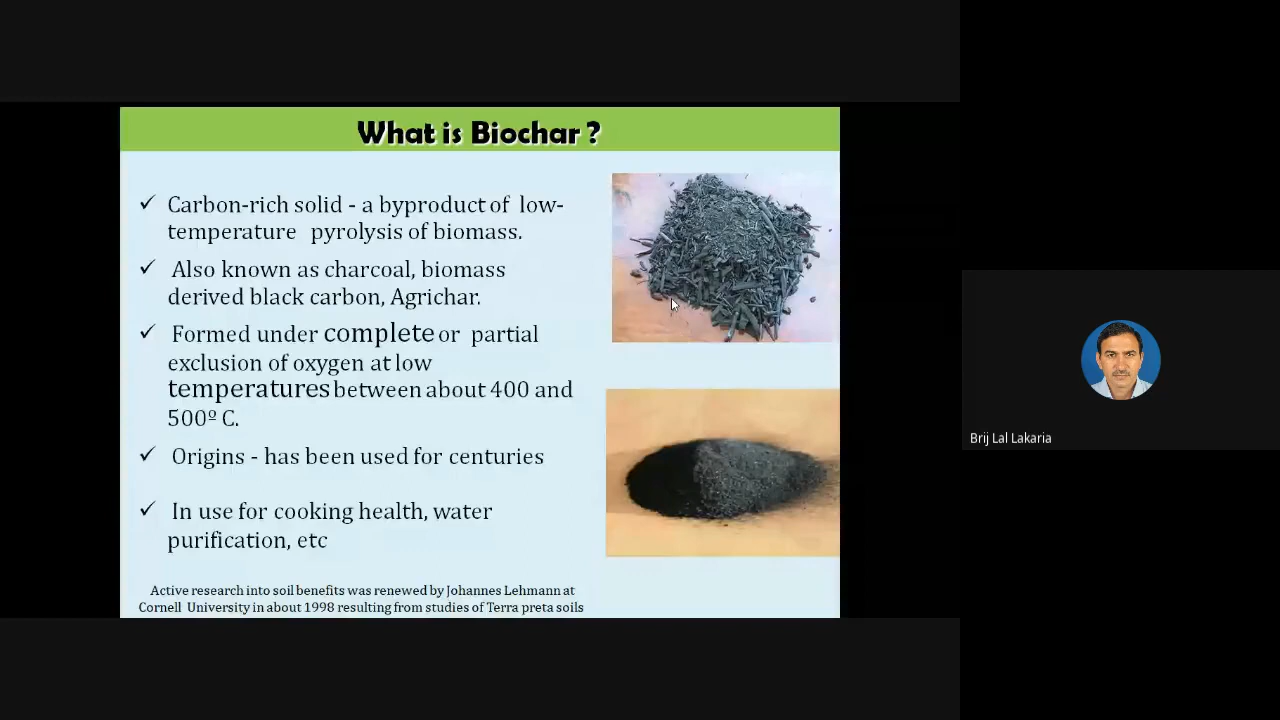 What is Biochar ?
Carbon-rich solid - a byproduct of low-
temperature pyrolysis of biomass.
Also known as charcoal, biomass
derived black carbon, Agrichar.
Formed under complete or partial
exclusion of oxygen at low
temperatures between about 400 and
500º C.
Origins - has been used for centuries
In use for cooking health, water
purification, etc
Active research into soil benefits was renewed by Johannes Lehmann at
Cornell University in about 1998 resulting from studies of Terra preta soils
Brij Lal Lakaria